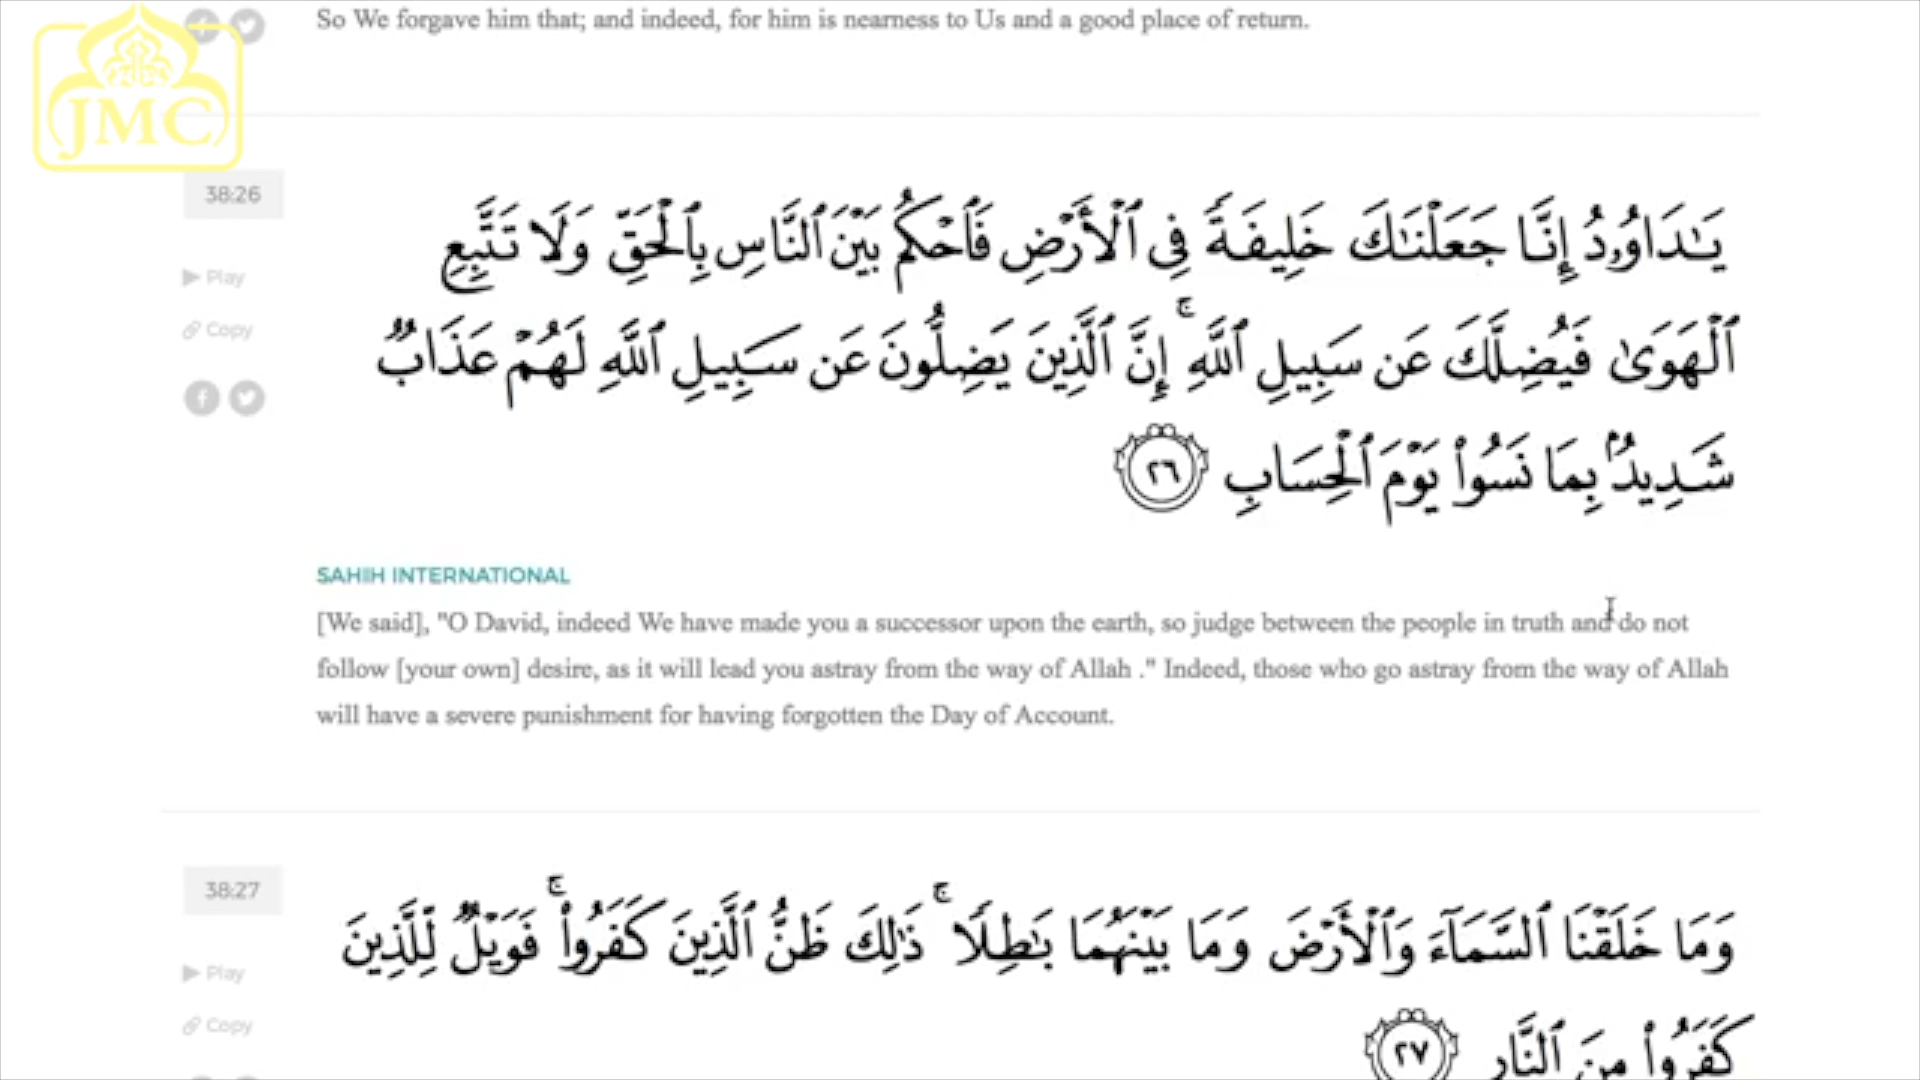 So We forgave him that; and indeed, for him is nearness to Us and a good place of return.
JMC
38:26
يَـٰدَاوُۥدُ إِنَّا جَعَلْنَـٰكَ خَلِيفَةً فِى ٱلْأَرْضِ فَٱحْكُم بَيْنَ ٱلنَّاسِ بِٱلْحَقِّ وَلَا تَتَّبِعِ
ٱلْهَوَىٰ فَيُضِلَّكَ عَن سَبِيلِ ٱللَّهِ ۚ إِنَّ ٱلَّذِينَ يَضِلُّونَ عَن سَبِيلِ ٱللَّهِ لَهُمْ عَذَابٌ
شَدِيدٌۢ بِمَا نَسُوا۟ يَوْمَ ٱلْحِسَابِ ٢٦
Play
Copy
SAHIH INTERNATIONAL
[We said], "O David, indeed We have made you a successor upon the earth, so judge between the people in truth and do not
follow [your own] desire, as it will lead you astray from the way of Allah ." Indeed, those who go astray from the way of Allah
will have a severe punishment for having forgotten the Day of Account.
38:27
وَمَا خَلَقْنَا ٱلسَّمَآءَ وَٱلْأَرْضَ وَمَا بَيْنَهُمَا بَـٰطِلًا ۚ ذَٰلِكَ ظَنُّ ٱلَّذِينَ كَفَرُوا۟ ۚ فَوَيْلٌ لِّلَّذِينَ
كَفَرُوا۟ مِنَ ٱلنَّارِ ٢٧
Play
Copy